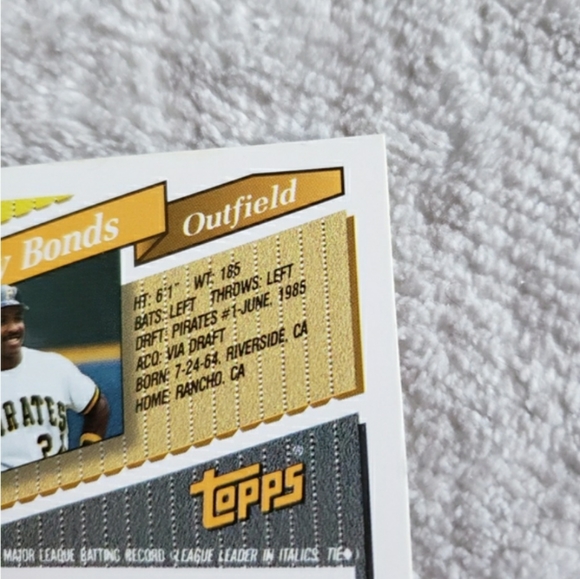 y Bonds
Outfield
HT: 6'1" WT: 185
BATS: LEFT THROWS: LEFT
DRFT: PIRATES #1-JUNE, 1985
ACQ: VIA DRAFT
BORN: 7-24-64, RIVERSIDE, CA
HOME: RANCHO, CA
IRATES
2
TOPPS
MAJOR LEAGUE BATTING RECORD (LEAGUE LEADER IN ITALICS, TIE◆)